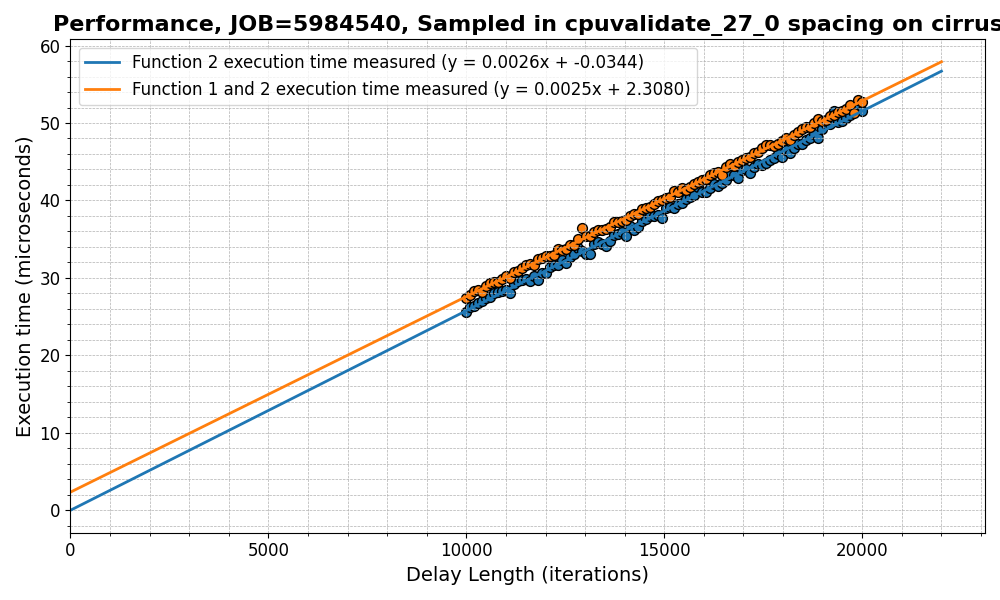 Performance, JOB=5984540, Sampled in cpuvalidate_27_0 spacing on cirrus
Function 2 execution time measured (y = 0.0026x + -0.0344)
Function 1 and 2 execution time measured (y = 0.0025x + 2.3080)
Execution time (microseconds)
60
50
40
30
20
10
0
0 5000 10000 15000 20000
Delay Length (iterations)